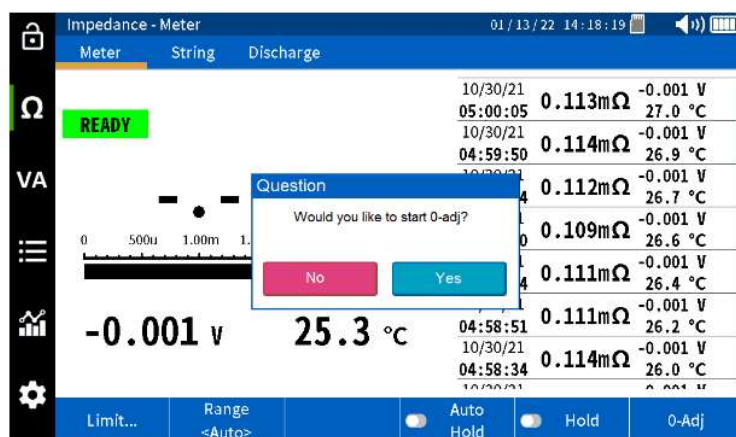 Impedance - Meter
01/13/22 14:18:19
Meter
String
Discharge
Ω
VA
READY
- . -
0 500u 1.00m 1.
-0.001 V
25.3 °C
10/30/21
05:00:05
0.113mΩ
-0.001 V
27.0 °C
10/30/21
04:59:50
0.114mΩ
-0.001 V
26.9 °C
4
0.112mΩ
-0.001 V
26.7 °C
0
0.109mΩ
-0.001 V
26.6 °C
4
0.111mΩ
-0.001 V
26.4 °C
04:58:51
0.111mΩ
-0.001 V
26.2 °C
10/30/21
04:58:34
0.114mΩ
-0.001 V
26.0 °C
Question
Would you like to start 0-adj?
No
Yes
Limit...
Range
<Auto>
Auto
Hold
Hold
0-Adj